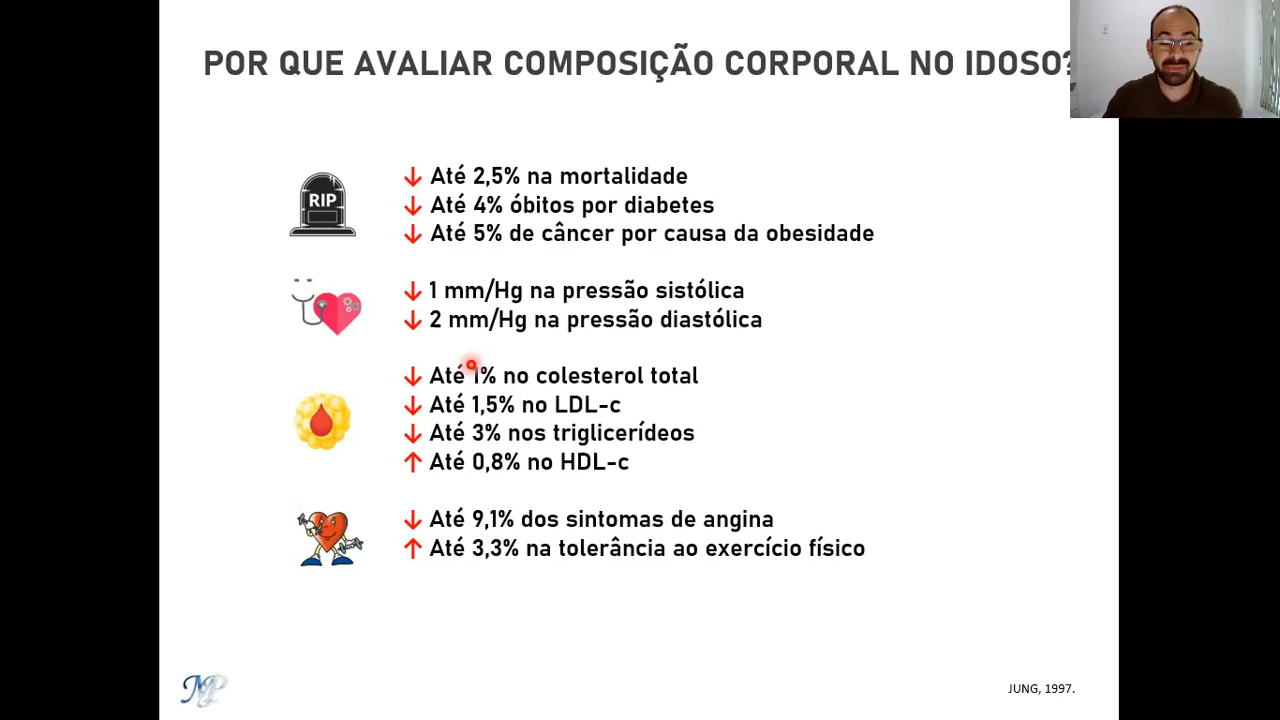 POR QUE AVALIAR COMPOSIÇÃO CORPORAL NO IDOSO?
RIP
↓ Até 2,5% na mortalidade
↓ Até 4% óbitos por diabetes
↓ Até 5% de câncer por causa da obesidade
↓ 1 mm/Hg na pressão sistólica
↓ 2 mm/Hg na pressão diastólica
↓ Até 1% no colesterol total
↓ Até 1,5% no LDL-c
↓ Até 3% nos triglicerídeos
↑ Até 0,8% no HDL-c
↓ Até 9,1% dos sintomas de angina
↑ Até 3,3% na tolerância ao exercício físico
MP
JUNG, 1997.